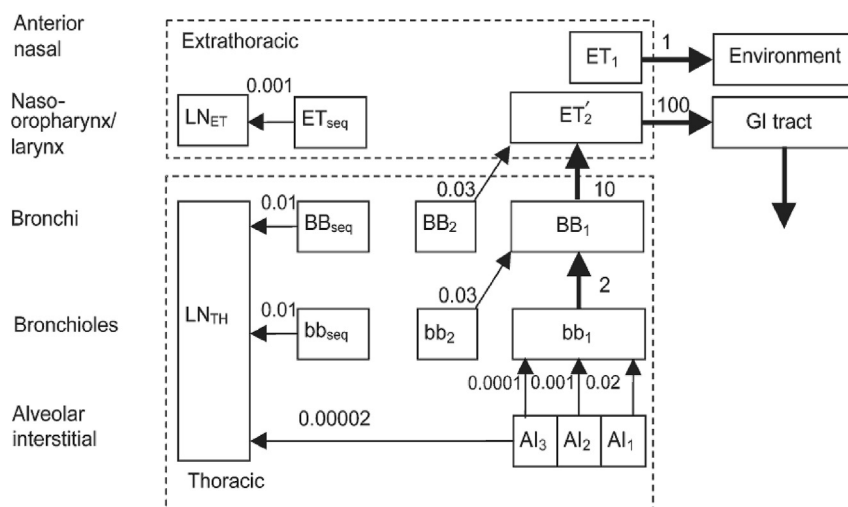 Anterior
nasal
Extrathoracic
ET1
1
Environment
Naso-
oropharynx/
larynx
LNET
0.001
ETseq
ET′2
100
GI tract
0.03
10
Bronchi
0.01
BBseq
BB2
BB1
0.03
2
Bronchioles
LNTH
0.01
bbseq
bb2
bb1
0.0001
0.001
0.02
Alveolar
interstitial
0.00002
AI3
AI2
AI1
Thoracic